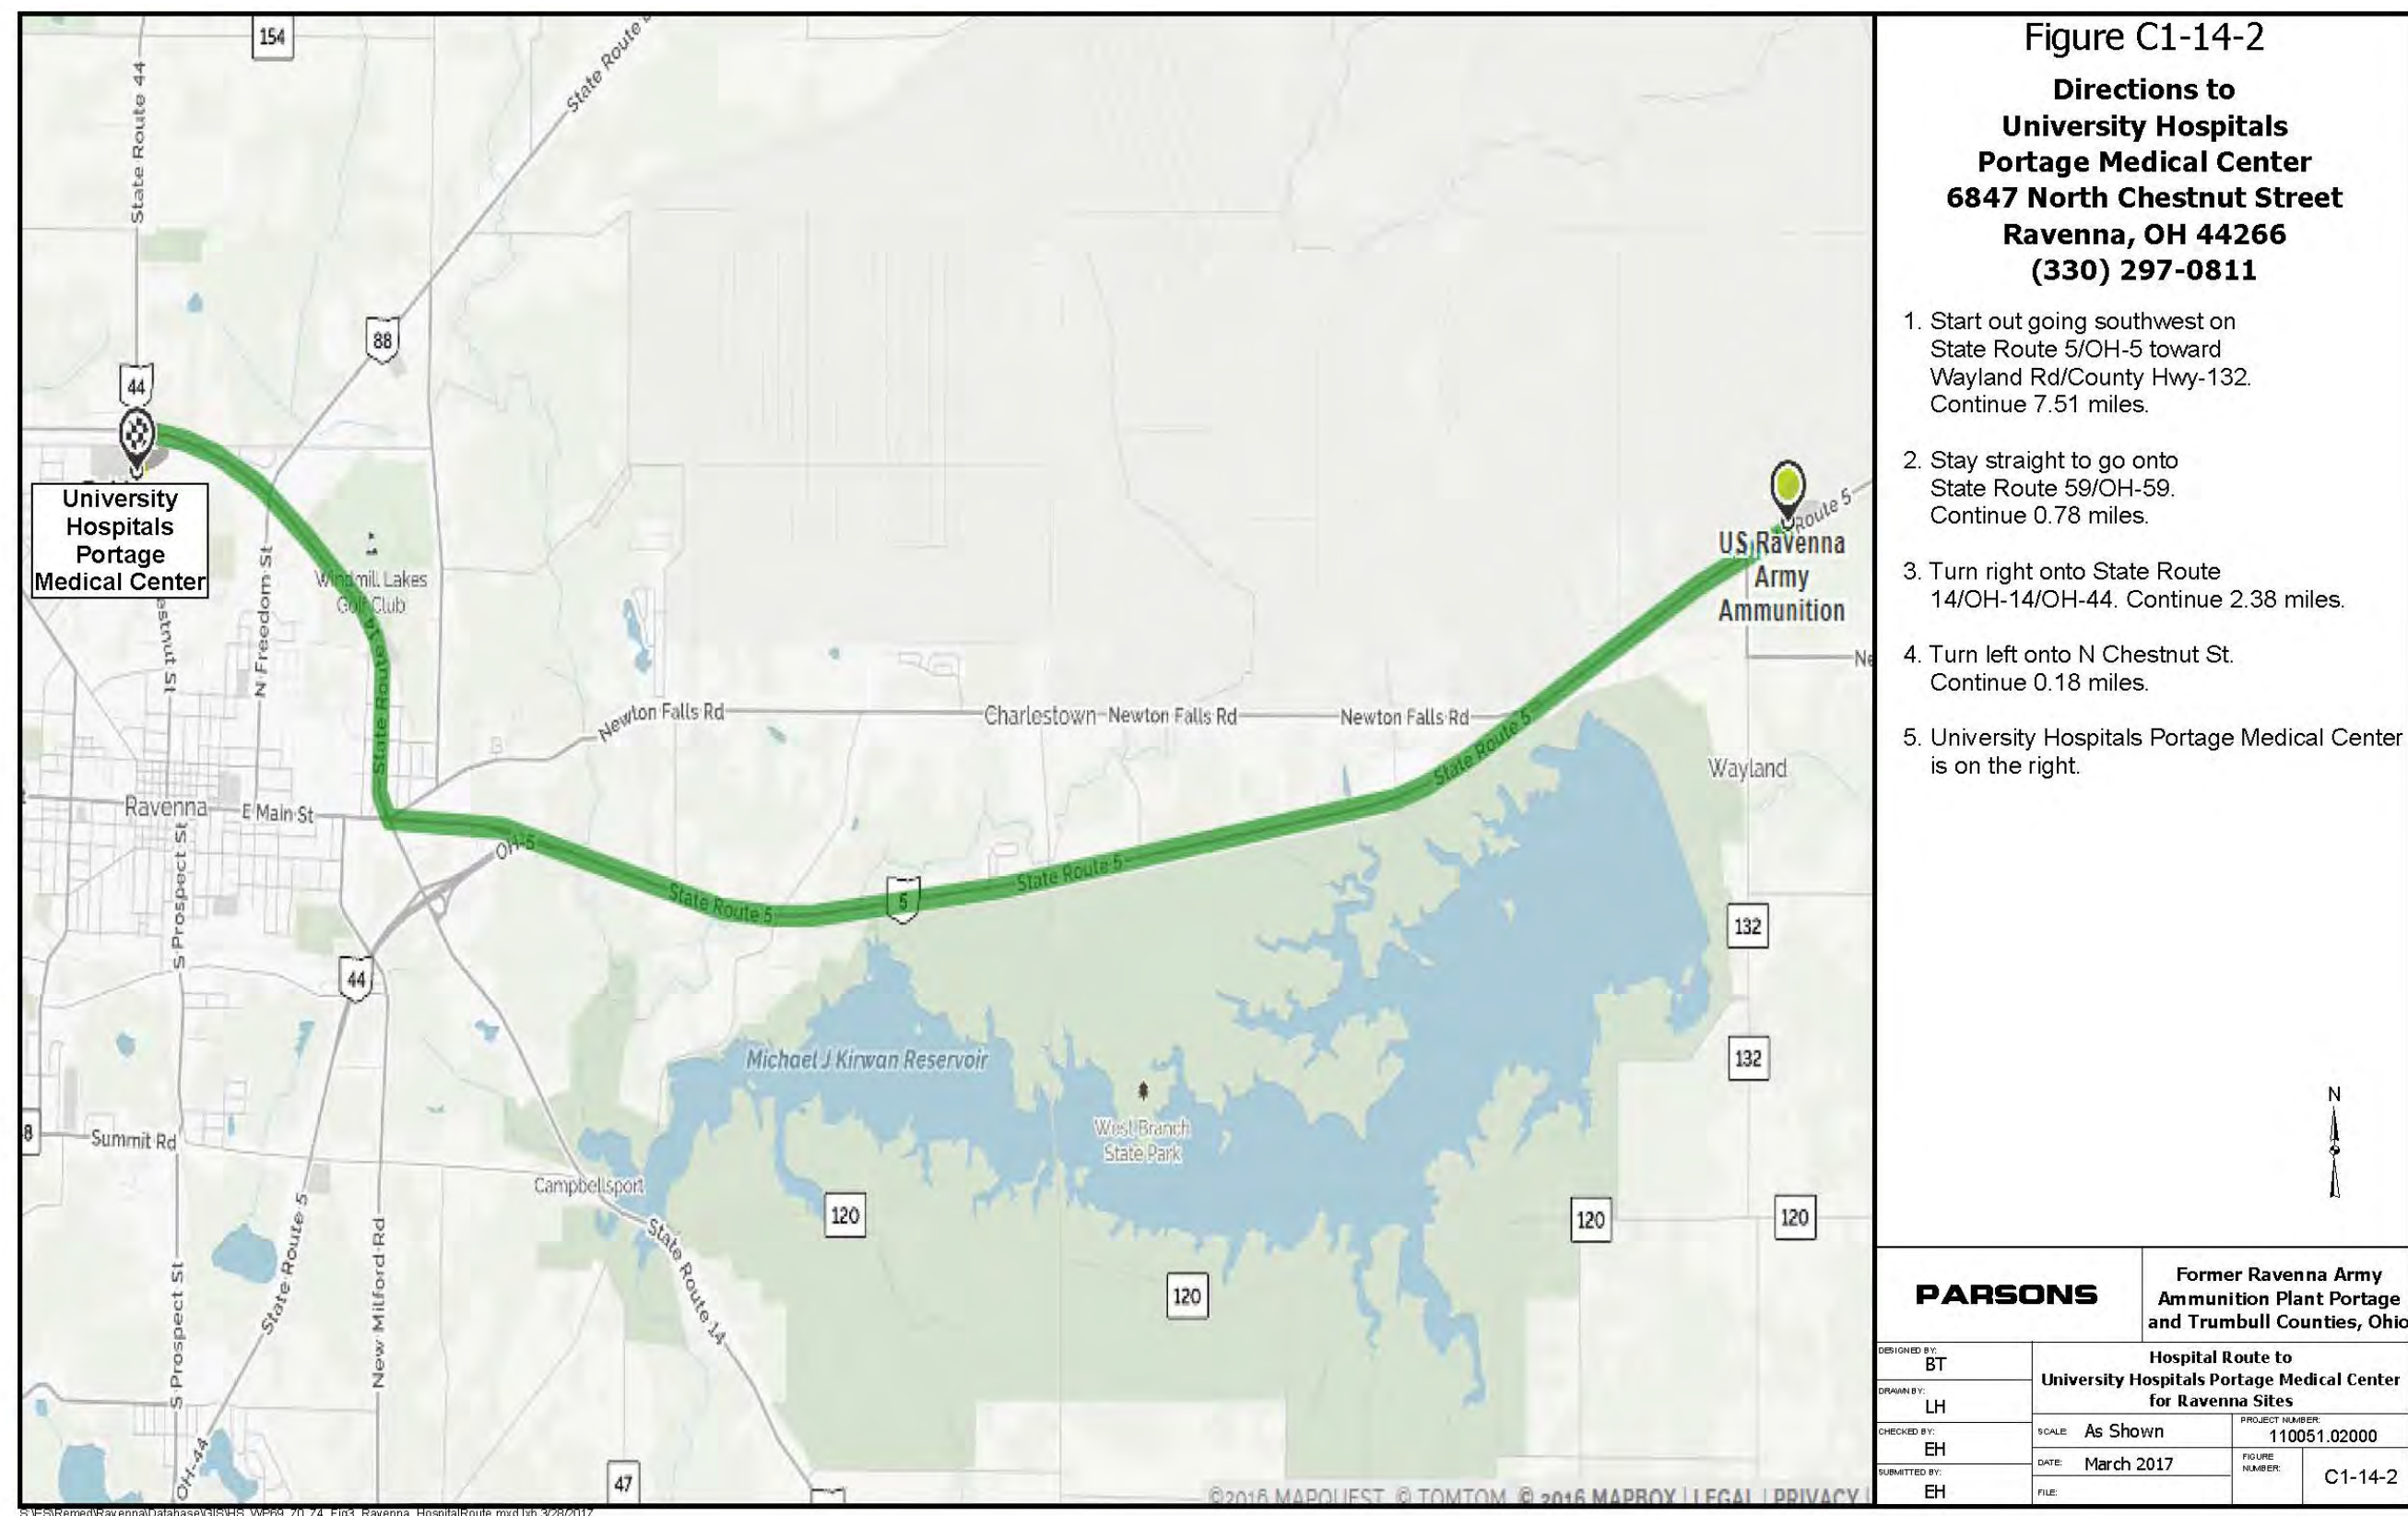 154
State Route 44
State Route
88
44
University
Hospitals
Portage
Medical Center
N Freedom St
Windmill Lakes
Golf Club
State Route 14
State Route
Newton Falls Rd
Charlestown
Newton Falls Rd
Newton Falls Rd
Route 5
US Ravenna
Army
Ammunition
Ravenna
E Main St
OH-5
State Route 5
5
State Route 5
State Route 5
Wayland
S Prospect St
44
132
132
Michael J Kirwan Reservoir
West Branch
State Park
8
Summit Rd
Campbellsport
120
120
120
120
State Route 5
New Milford Rd
State Route 14
S Prospect St
OH-44
47
©2016 MAPQUEST © TOMTOM © 2016 MAPBOX | LEGAL | PRIVACY |
Figure C1-14-2
Directions to
University Hospitals
Portage Medical Center
6847 North Chestnut Street
Ravenna, OH 44266
(330) 297-0811
1. Start out going southwest on
State Route 5/OH-5 toward
Wayland Rd/County Hwy-132.
Continue 7.51 miles.
2. Stay straight to go onto
State Route 59/OH-59.
Continue 0.78 miles.
3. Turn right onto State Route
14/OH-14/OH-44. Continue 2.38 miles.
4. Turn left onto N Chestnut St.
Continue 0.18 miles.
5. University Hospitals Portage Medical Center
is on the right.
N
PARSONS
Former Ravenna Army
Ammunition Plant Portage
and Trumbull Counties, Ohio
DESIGNED BY:
BT
DRAWN BY:
LH
CHECKED BY:
EH
SUBMITTED BY:
EH
Hospital Route to
University Hospitals Portage Medical Center
for Ravenna Sites
SCALE: As Shown
PROJECT NUMBER:
110051.02000
DATE: March 2017
FIGURE
NUMBER:
C1-14-2
FILE: